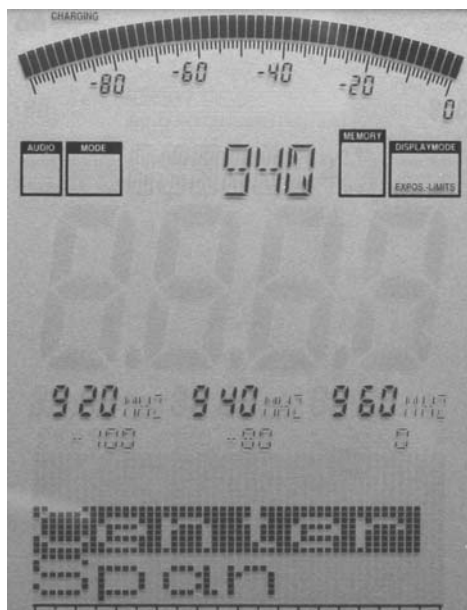 CHARGING
-80 -60 -40 -20 0
AUDIO MODE 940 MEMORY DISPLAYMODE
EXPOS.-LIMITS
920 MHZ 940 MHZ 960 MHZ
-100 -80 0
Center
Span